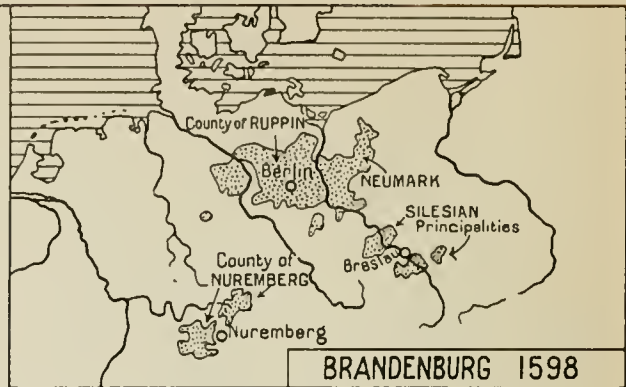 County of RUPPIN
Berlin
NEUMARK
SILESIAN
Principalities
Breslau
County of
NUREMBERG
Nuremberg
BRANDENBURG 1598